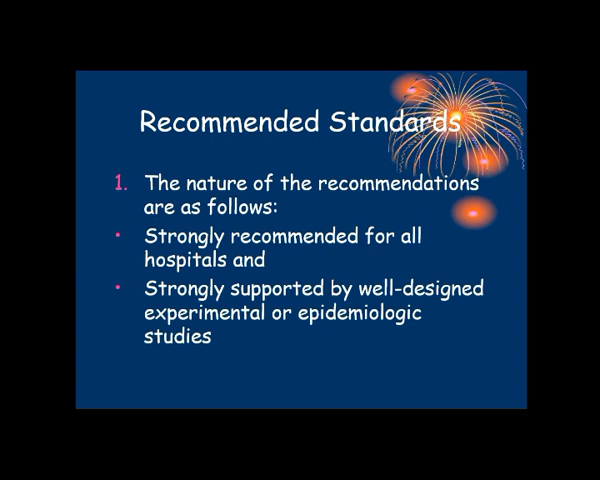 Recommended Standards
1. The nature of the recommendations
are as follows:
• Strongly recommended for all
hospitals and
• Strongly supported by well-designed
experimental or epidemiologic
studies